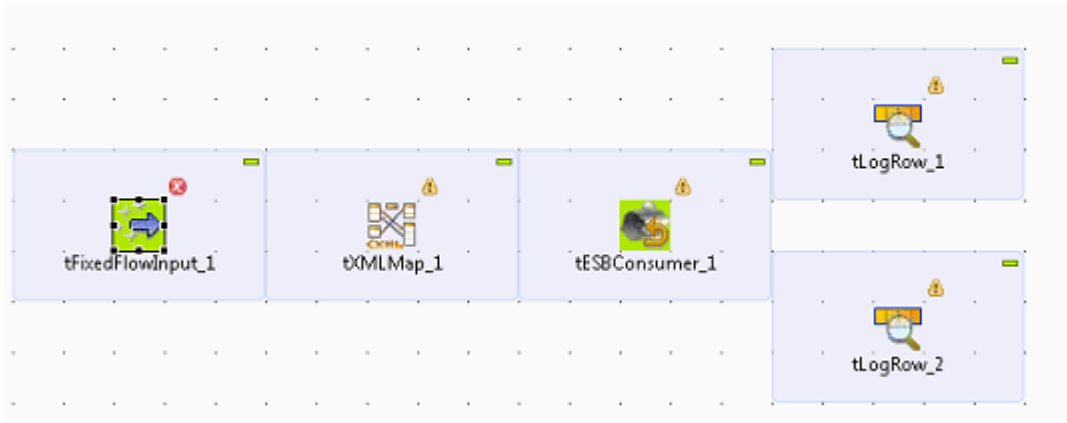 tLogRow_1
tFixedFlowInput_1
tXMLMap_1
tESBConsumer_1
tLogRow_2